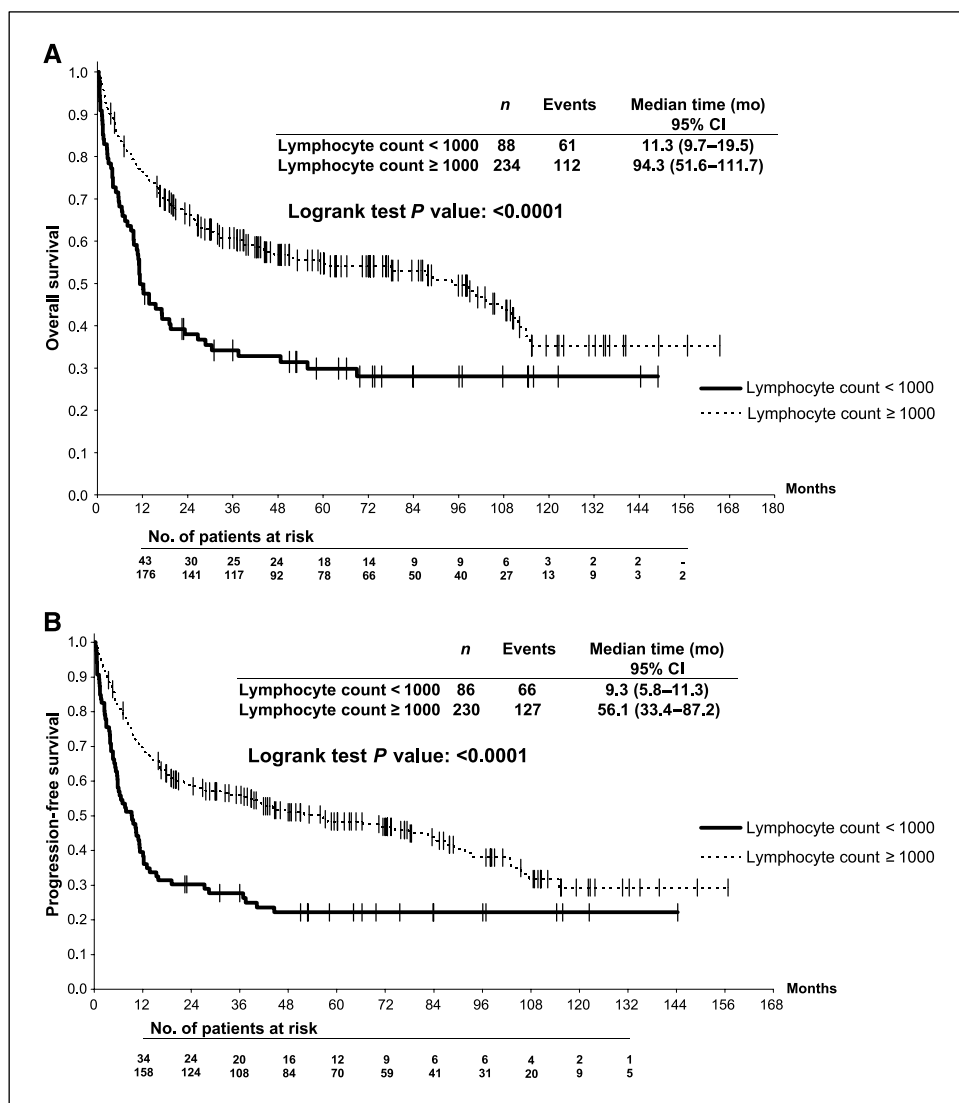 A
1.0
0.9
0.8
0.7
0.6
0.5
0.4
0.3
0.2
0.1
0.0
Overall survival
n Events Median time (mo)
95% CI
Lymphocyte count < 1000 88 61 11.3 (9.7–19.5)
Lymphocyte count ≥ 1000 234 112 94.3 (51.6–111.7)
Logrank test P value: <0.0001
Lymphocyte count < 1000
Lymphocyte count ≥ 1000
Months
0 12 24 36 48 60 72 84 96 108 120 132 144 156 168 180
No. of patients at risk
43 30 25 24 18 14 9 9 6 3 2 2 -
176 141 117 92 78 66 50 40 27 13 9 3 2
B
1.0
0.9
0.8
0.7
0.6
0.5
0.4
0.3
0.2
0.1
0.0
Progression-free survival
n Events Median time (mo)
95% CI
Lymphocyte count < 1000 86 66 9.3 (5.8–11.3)
Lymphocyte count ≥ 1000 230 127 56.1 (33.4–87.2)
Logrank test P value: <0.0001
Lymphocyte count < 1000
Lymphocyte count ≥ 1000
0 12 24 36 48 60 72 84 96 108 120 132 144 156 168 Months
No. of patients at risk
34 24 20 16 12 9 6 6 4 2 1
158 124 108 84 70 59 41 31 20 9 5